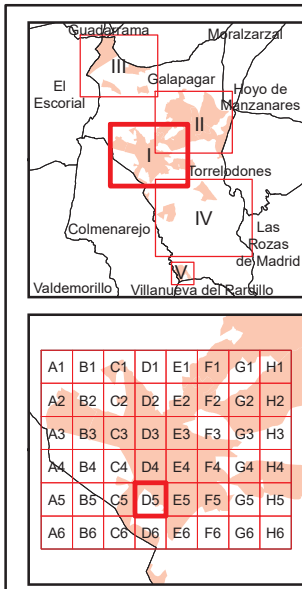 Guadarrama
Moralzarzal
III
El
Escorial
Galapagar
Hoyo de
Manzanares
II
I
Torrelodones
IV
Colmenarejo
Las
Rozas
de Madrid
V
Valdemorillo
Villanueva del Pardillo
A1 B1 C1 D1 E1 F1 G1 H1
A2 B2 C2 D2 E2 F2 G2 H2
A3 B3 C3 D3 E3 F3 G3 H3
A4 B4 C4 D4 E4 F4 G4 H4
A5 B5 C5 D5 E5 F5 G5 H5
A6 B6 C6 D6 E6 F6 G6 H6